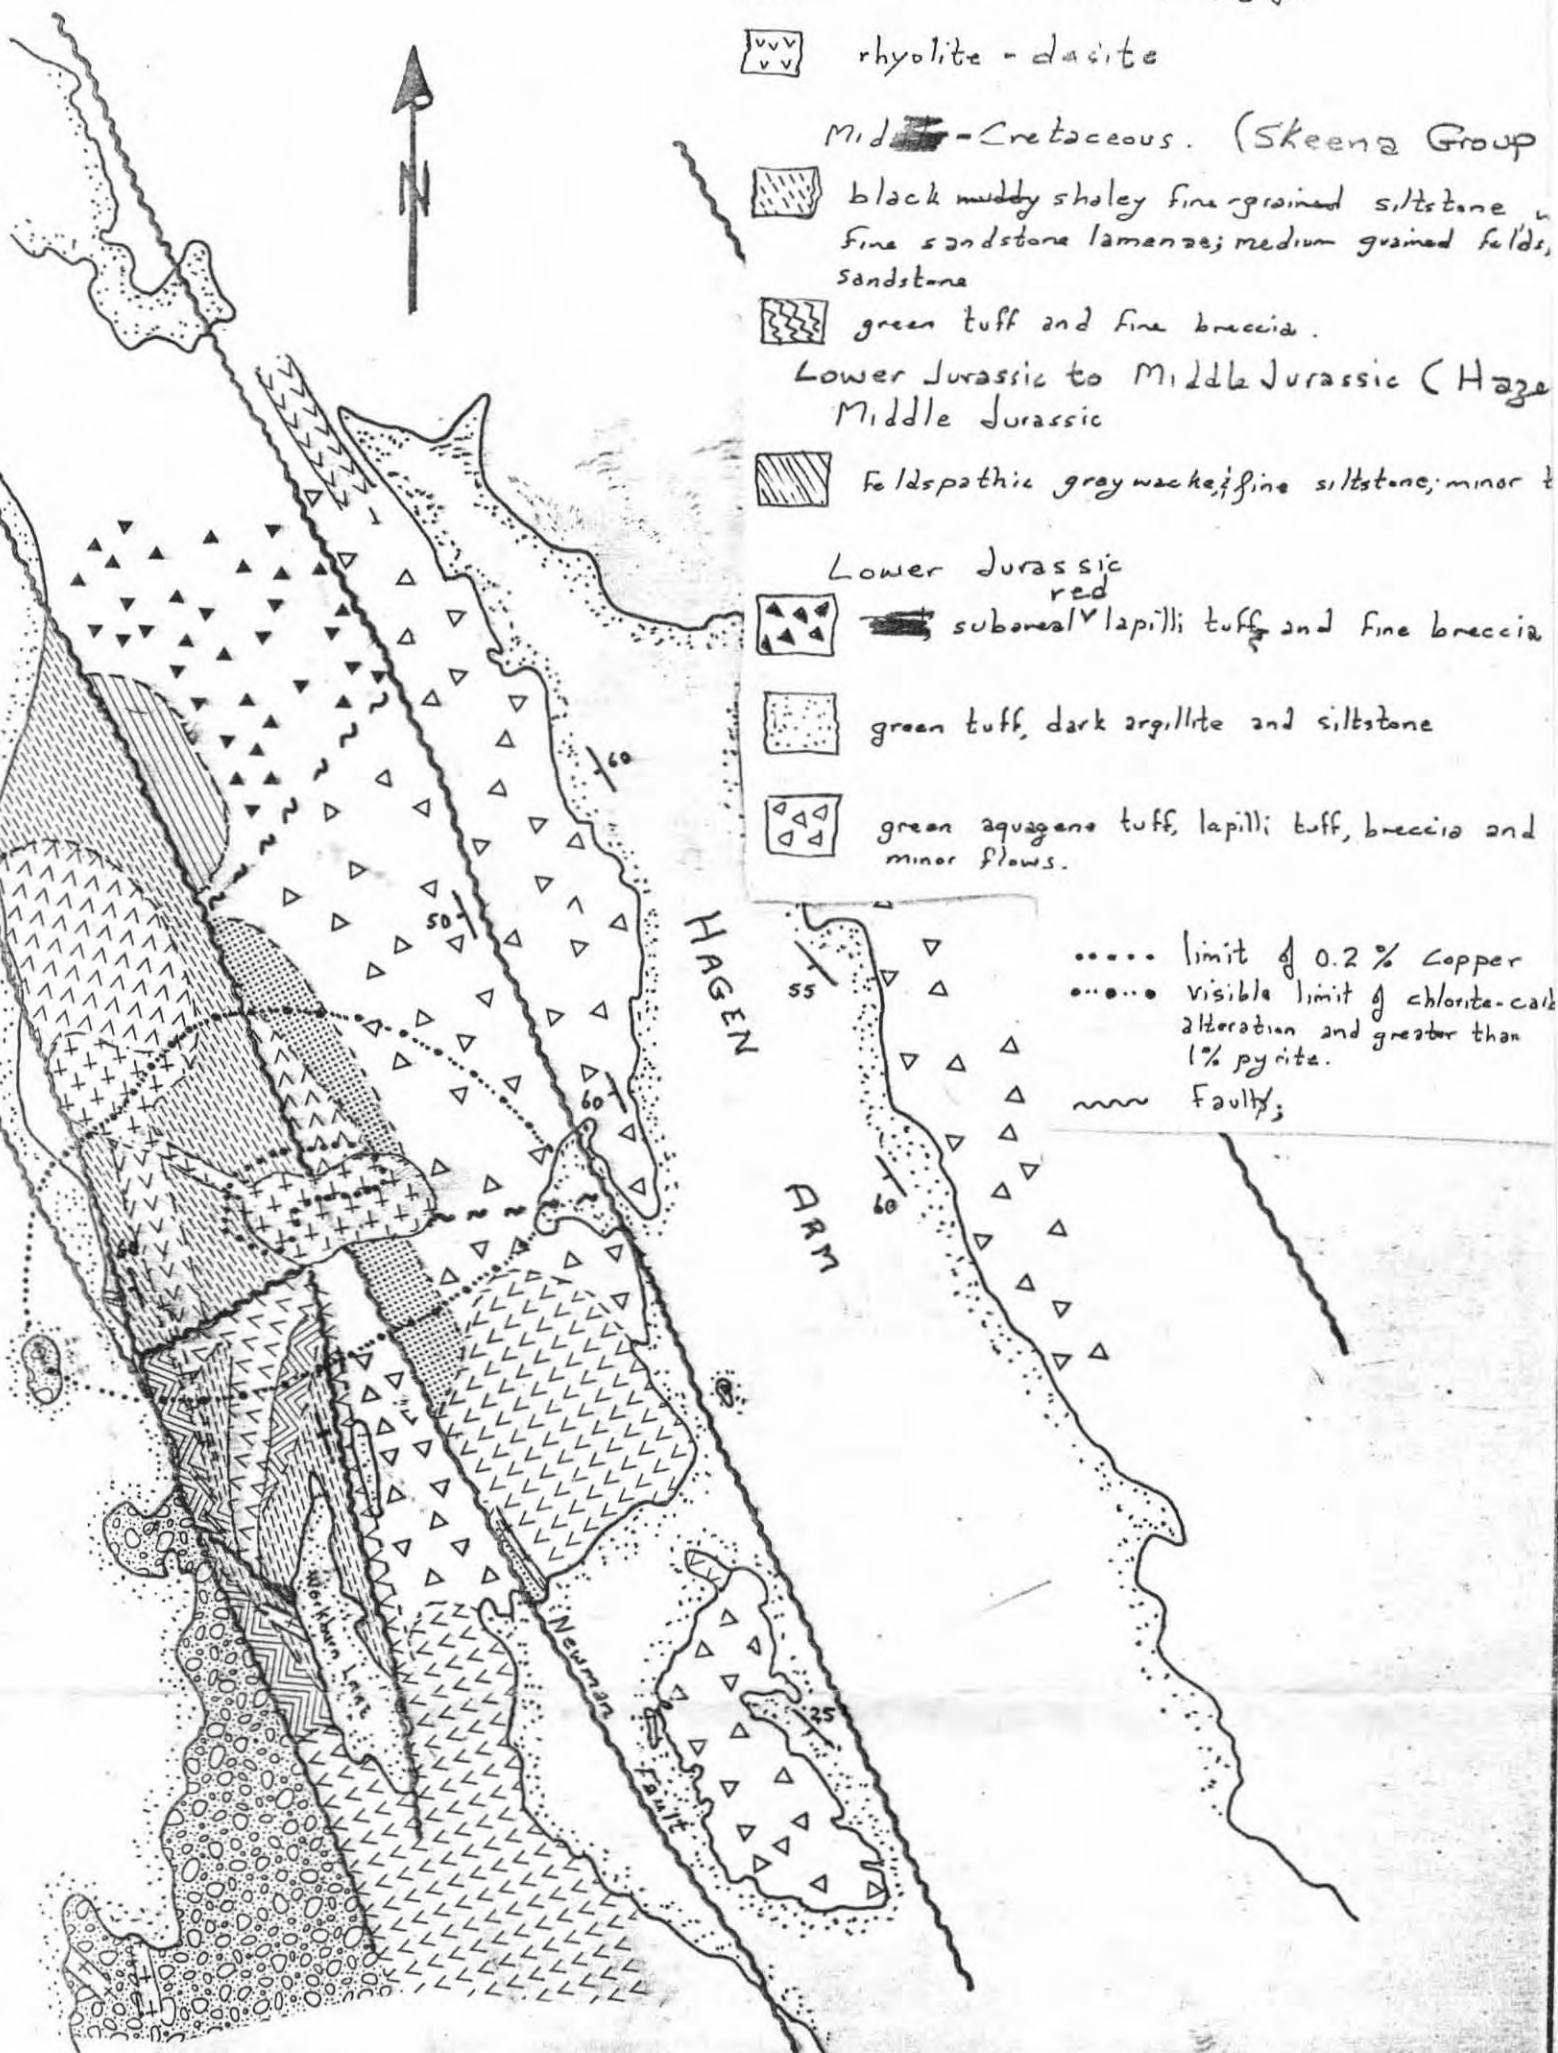 rhyolite - dacite
Mid - Cretaceous. (Skeena Group
black muddy shaley fine-grained siltstone
fine sandstone lamenae; medium grained felds,
sandstone
green tuff and fine breccia.
Lower Jurassic to Middle Jurassic (Haze
Middle Jurassic
feldspathic greywacke, & fine siltstone; minor t
Lower Jurassic
red
subareal v lapilli tuff, and fine breccia
green tuff, dark argillite and siltstone
green aquagene tuff, lapilli tuff, breccia and
minor flows.
limit of 0.2 % copper
visible limit of chlorite-carb
alteration and greater than
1% pyrite.
Faults;
N
60
50
HAGEN
55
60
ARM
60
60
Newman
Fault
25